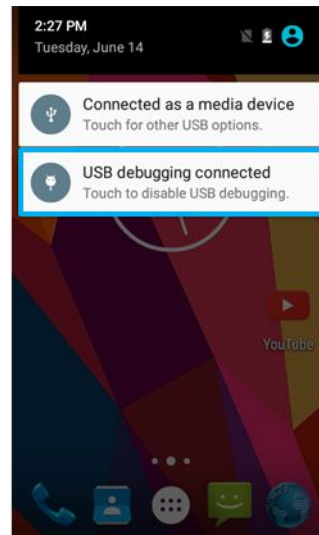 2:27 PM
Tuesday, June 14
Connected as a media device
Touch for other USB options.
USB debugging connected
Touch to disable USB debugging.
YouTube